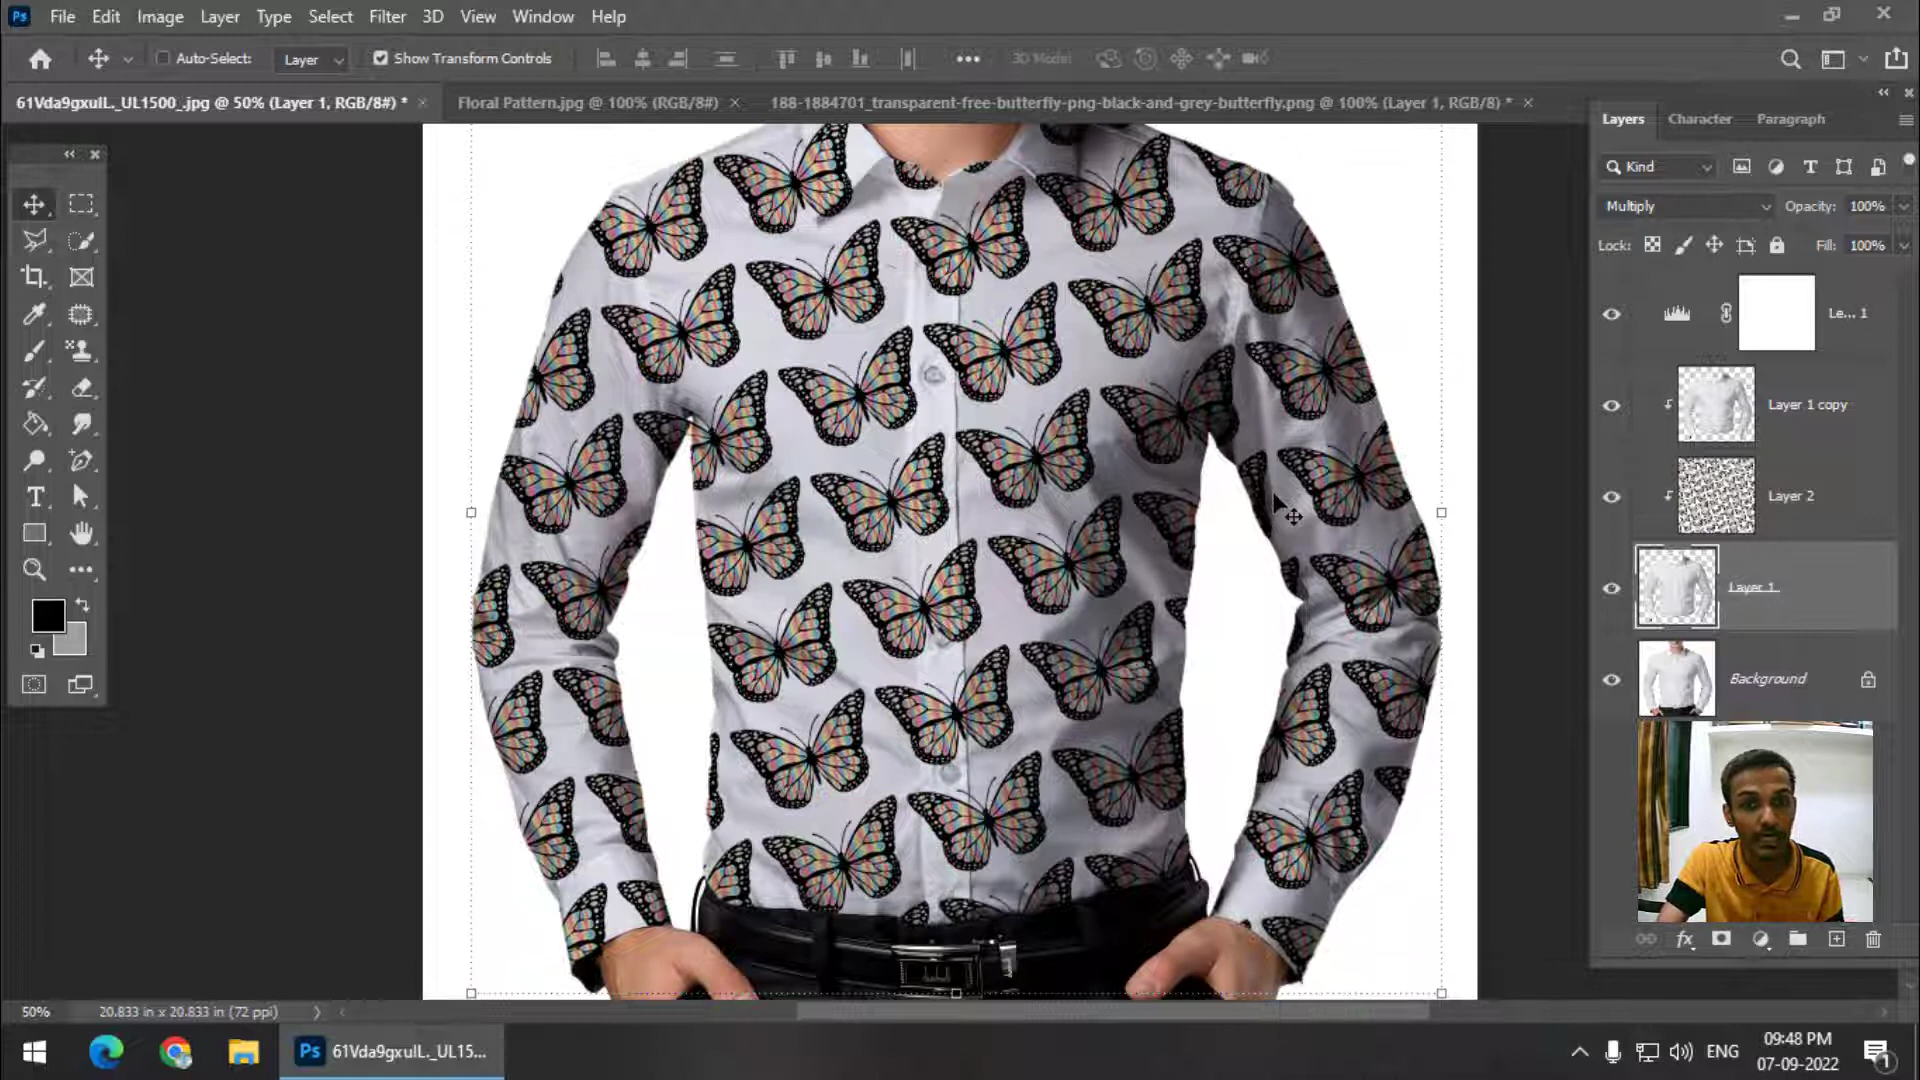 Ps File Edit Image Layer Type Select Filter 3D View Window Help
Auto-Select: Layer Show Transform Controls 3D Model
61Vda9gxulL._UL1500_.jpg @ 50% (Layer 1, RGB/8#) * Floral Pattern.jpg @ 100% (RGB/8#) 188-1884701_transparent-free-butterfly-png-black-and-grey-butterfly.png @ 100% (Layer 1, RGB/8) *
Layers Character Paragraph
Kind
Multiply Opacity: 100%
Lock: Fill: 100%
Le... 1
Layer 1 copy
Layer 2
Layer 1
Background
50% 20.833 in x 20.833 in (72 ppi)
Ps 61Vda9gxulL._UL15...
ENG
09:48 PM
07-09-2022
1